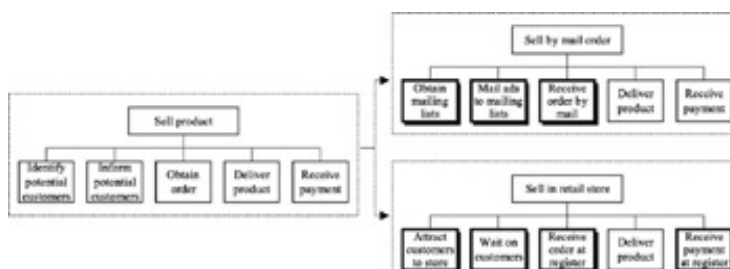 Sell by mail order
Obtain
mailing
lists
Mail ads
to mailing
lists
Receive
order by
mail
Deliver
product
Receive
payment
Sell product
Identify
potential
customers
Inform
potential
customers
Obtain
order
Deliver
product
Receive
payment
Sell in retail store
Attract
customers
to store
Wait on
customers
Receive
order at
register
Deliver
product
Receive
payment
at register